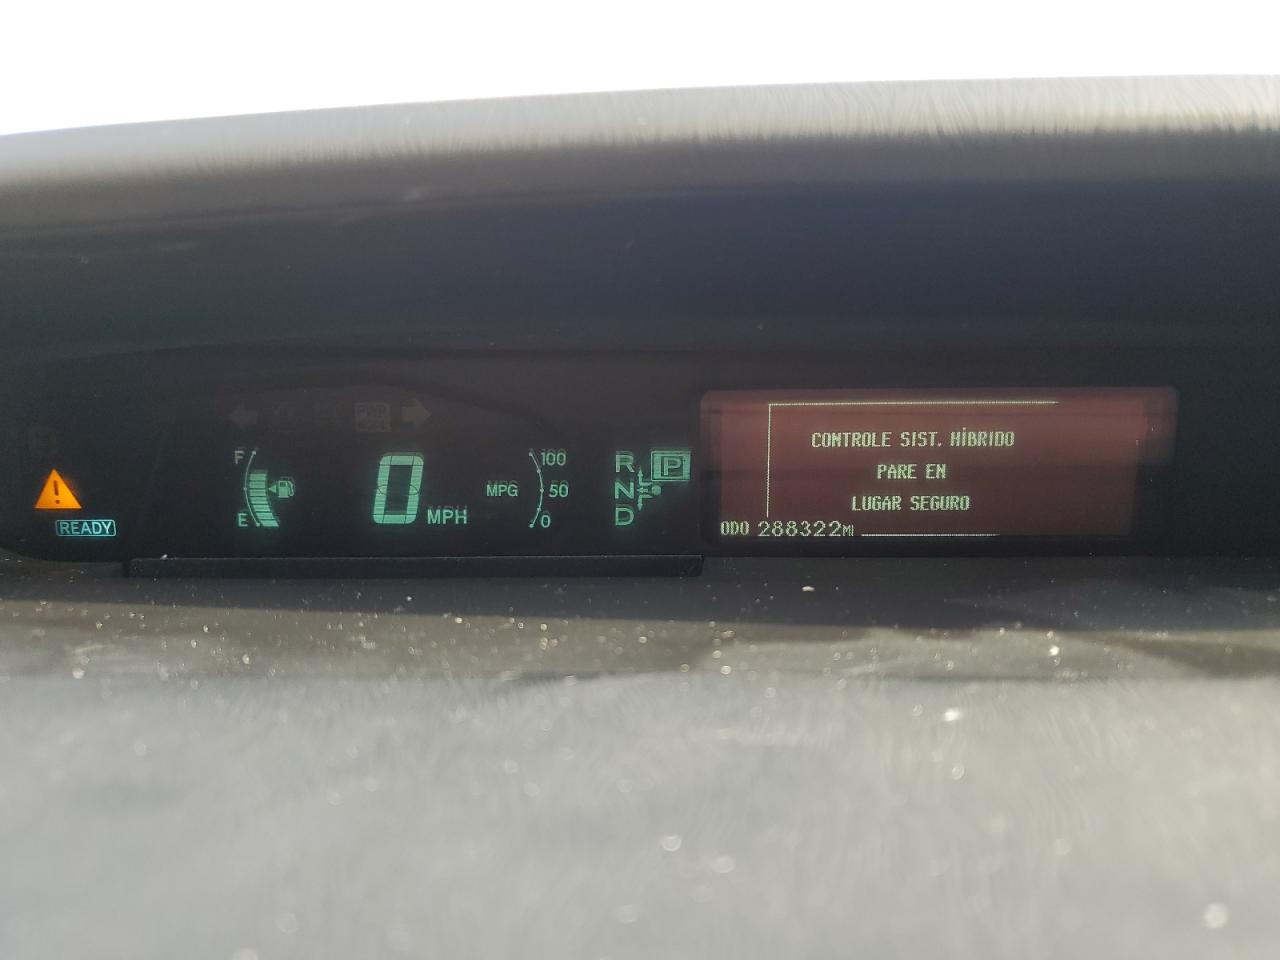 F
E
READY
0 MPH
MPG
100
50
0
R
N
D
P
CONTROLE SIST. HÍBRIDO
PARE EN
LUGAR SEGURO
ODO 288322MI